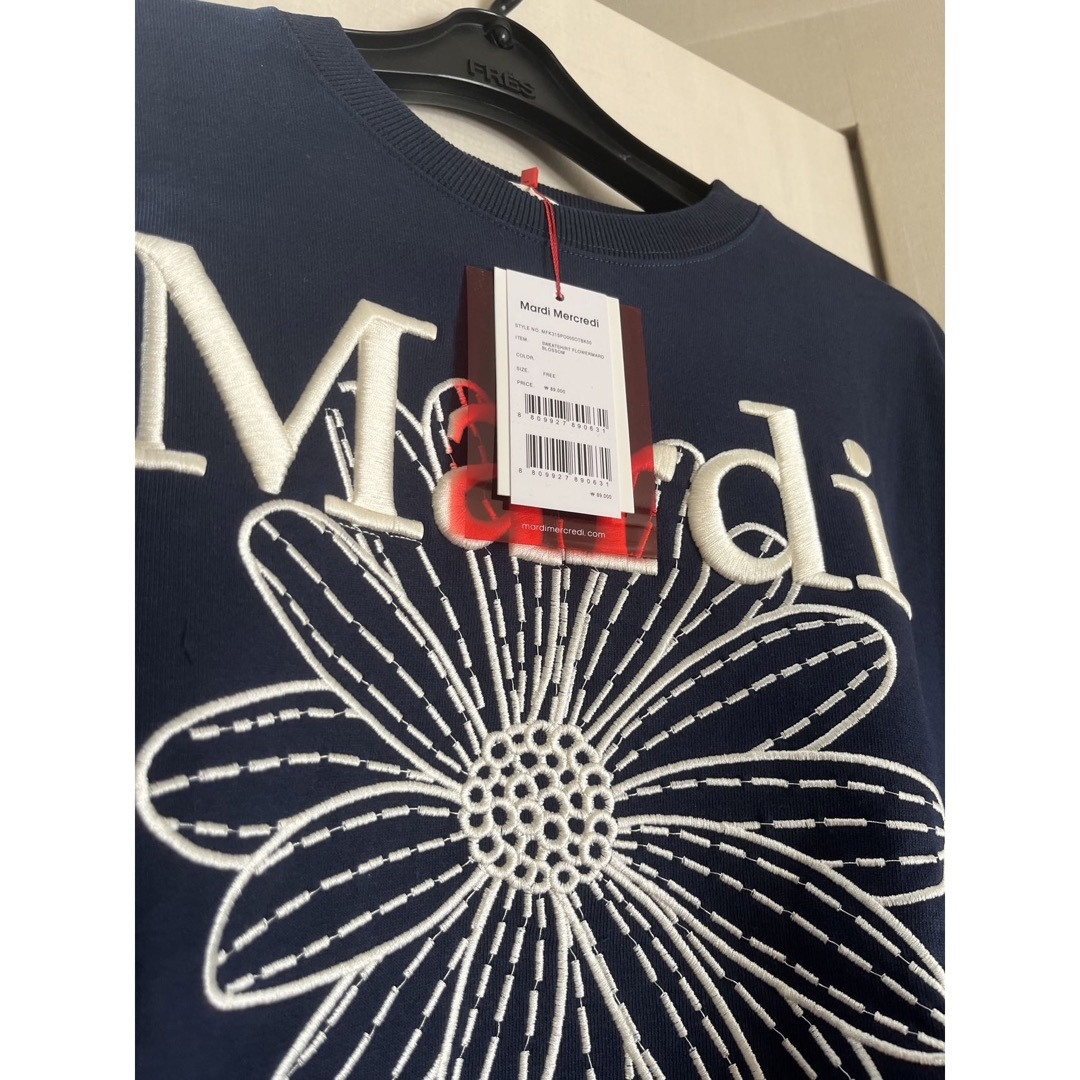 FRES
Mardi
Mardi Mercredi
STYLE NO.
ITEM. SWEATSHIRT FLOWERMARDI
BLOSSOM
COLOR.
SIZE. FREE
PRICE. ₩ 89,000
8 809927 890631
8 809927 890631
₩ 89,000
mardimercredi.com